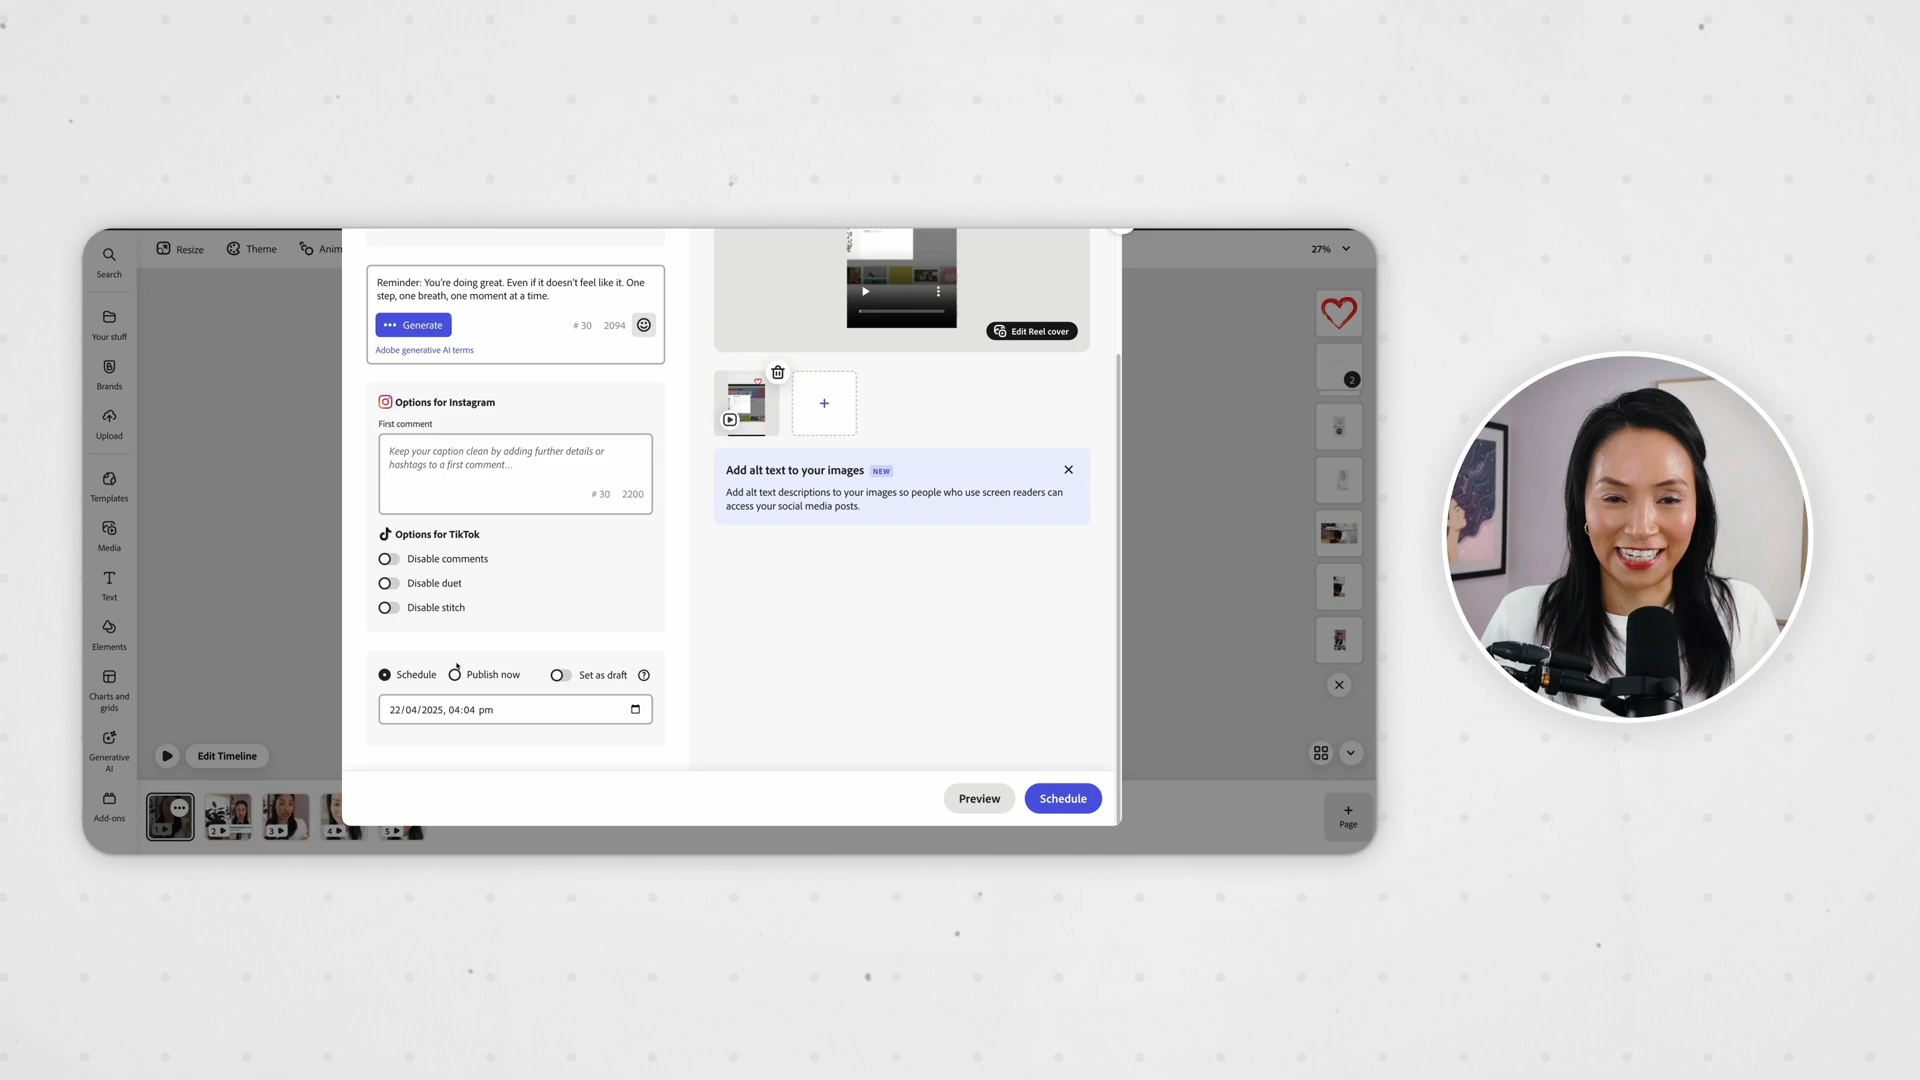 Search
Your stuff
Brands
Upload
Templates
Media
Text
Elements
Charts and
grids
Generative
AI
Add-ons
Resize
Theme
Anim
27%
Reminder: You're doing great. Even if it doesn't feel like it. One
step, one breath, one moment at a time.
Generate
# 30 2094
Adobe generative AI terms
Options for Instagram
First comment
Keep your caption clean by adding further details or
hashtags to a first comment...
# 30 2200
Options for TikTok
Disable comments
Disable duet
Disable stitch
Schedule
Publish now
Set as draft
22/04/2025, 04:04 pm
Edit Reel cover
+
Add alt text to your images NEW
Add alt text descriptions to your images so people who use screen readers can
access your social media posts.
Preview
Schedule
2
Edit Timeline
1
2
3
4
5
+
Page